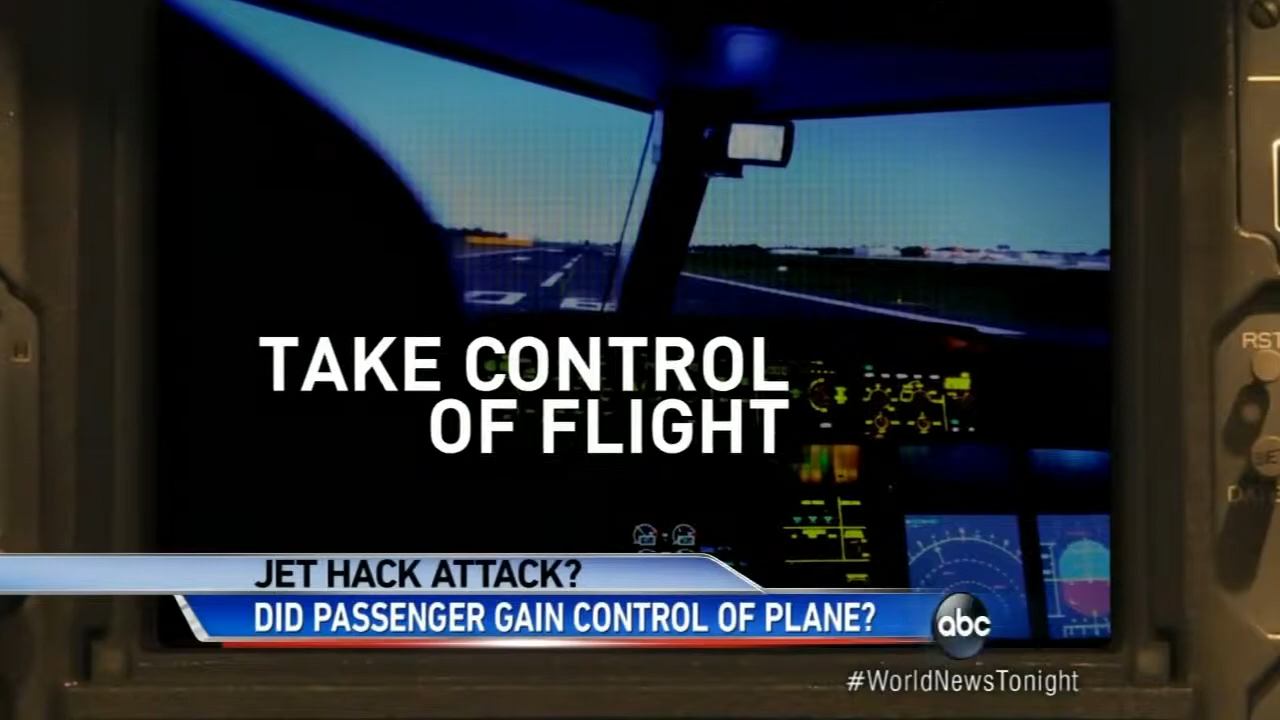 TAKE CONTROL
OF FLIGHT
RST
JET HACK ATTACK?
DID PASSENGER GAIN CONTROL OF PLANE?
abc
#WorldNewsTonight